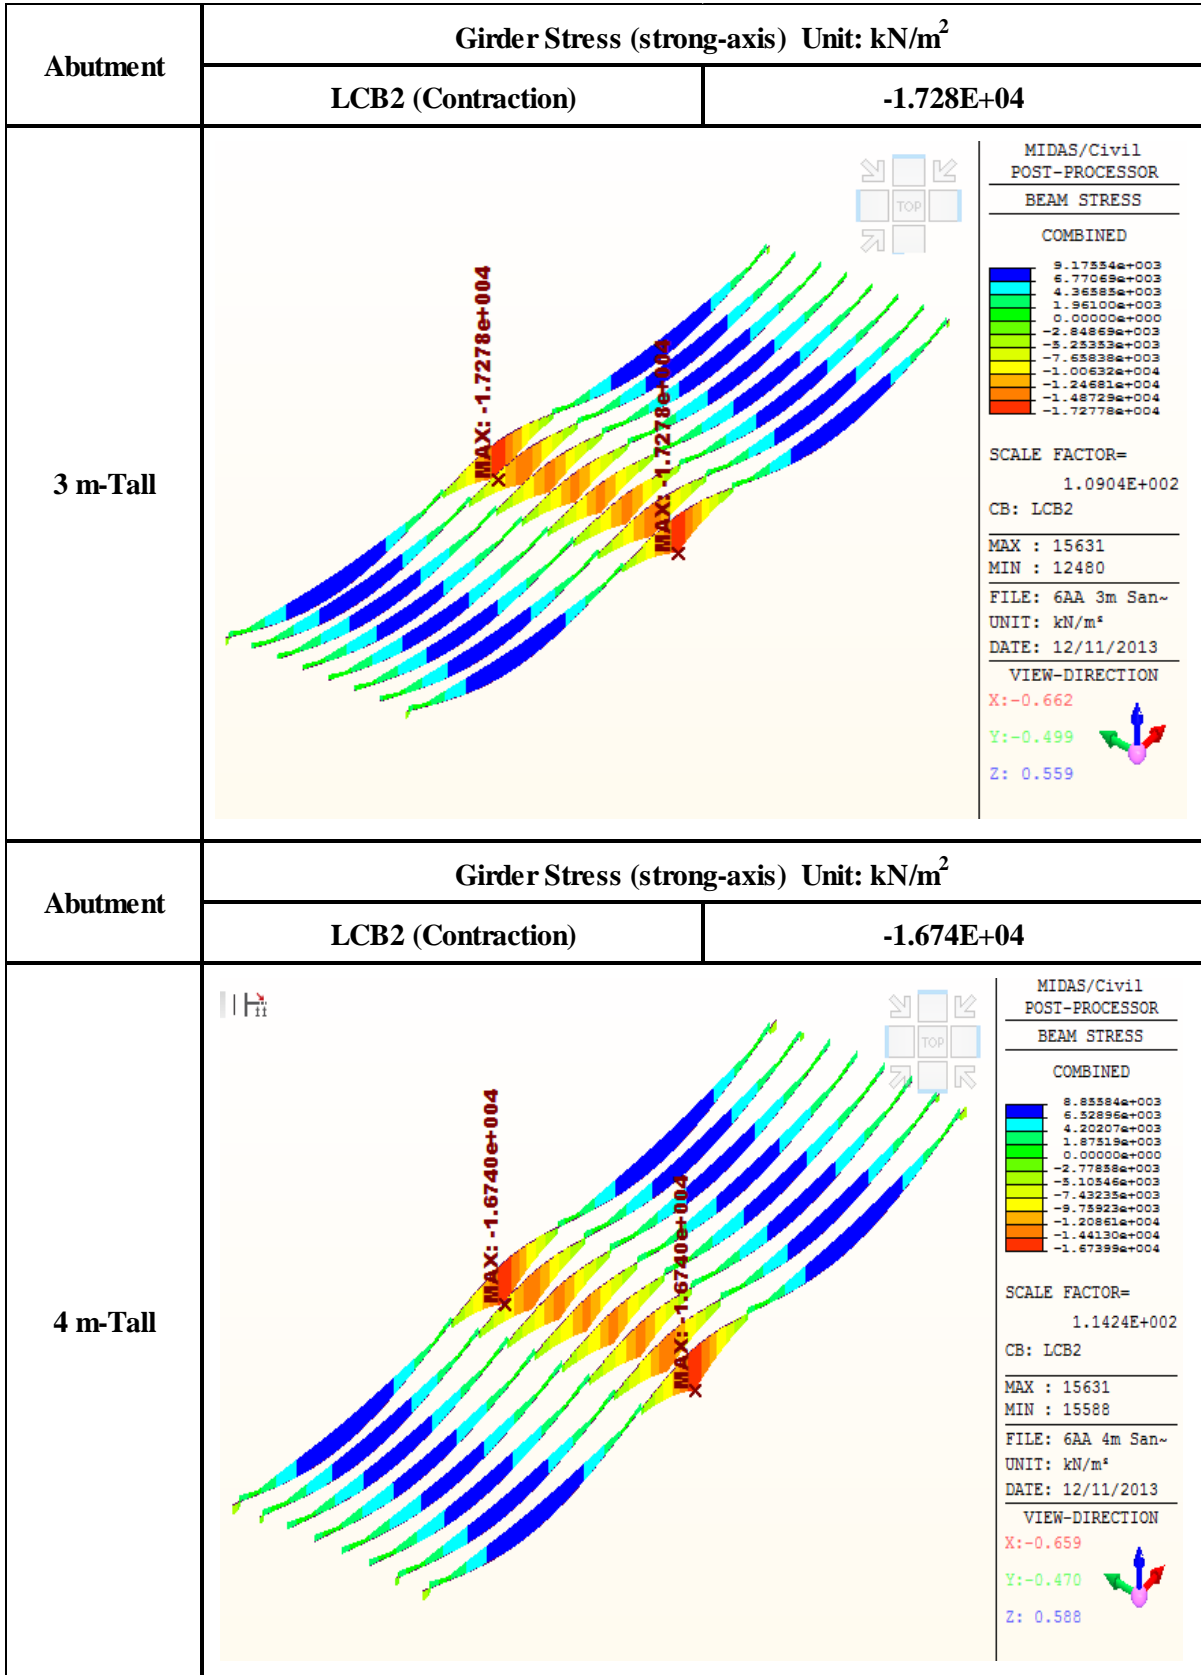 Abutment
Girder Stress (strong-axis) Unit: kN/m²
LCB2 (Contraction)
-1.728E+04
3 m-Tall
TOP
MAX: -1.7278e+004
MAX: -1.7278e+004
MIDAS/Civil
POST-PROCESSOR
BEAM STRESS
COMBINED
9.17554e+003
6.77069e+003
4.36585e+003
1.96100e+003
0.00000e+000
-2.84869e+003
-5.25353e+003
-7.65838e+003
-1.00632e+004
-1.24681e+004
-1.48729e+004
-1.72778e+004
SCALE FACTOR=
1.0904E+002
CB: LCB2
MAX : 15631
MIN : 12480
FILE: 6AA 3m San~
UNIT: kN/m²
DATE: 12/11/2013
VIEW-DIRECTION
X:-0.662
Y:-0.499
Z: 0.559
Abutment
Girder Stress (strong-axis) Unit: kN/m²
LCB2 (Contraction)
-1.674E+04
4 m-Tall
TOP
MAX: -1.6740e+004
MAX: -1.6740e+004
MIDAS/Civil
POST-PROCESSOR
BEAM STRESS
COMBINED
8.85584e+003
6.52896e+003
4.20207e+003
1.87519e+003
0.00000e+000
-2.77858e+003
-5.10546e+003
-7.43235e+003
-9.75923e+003
-1.20861e+004
-1.44130e+004
-1.67399e+004
SCALE FACTOR=
1.1424E+002
CB: LCB2
MAX : 15631
MIN : 15588
FILE: 6AA 4m San~
UNIT: kN/m²
DATE: 12/11/2013
VIEW-DIRECTION
X:-0.659
Y:-0.470
Z: 0.588